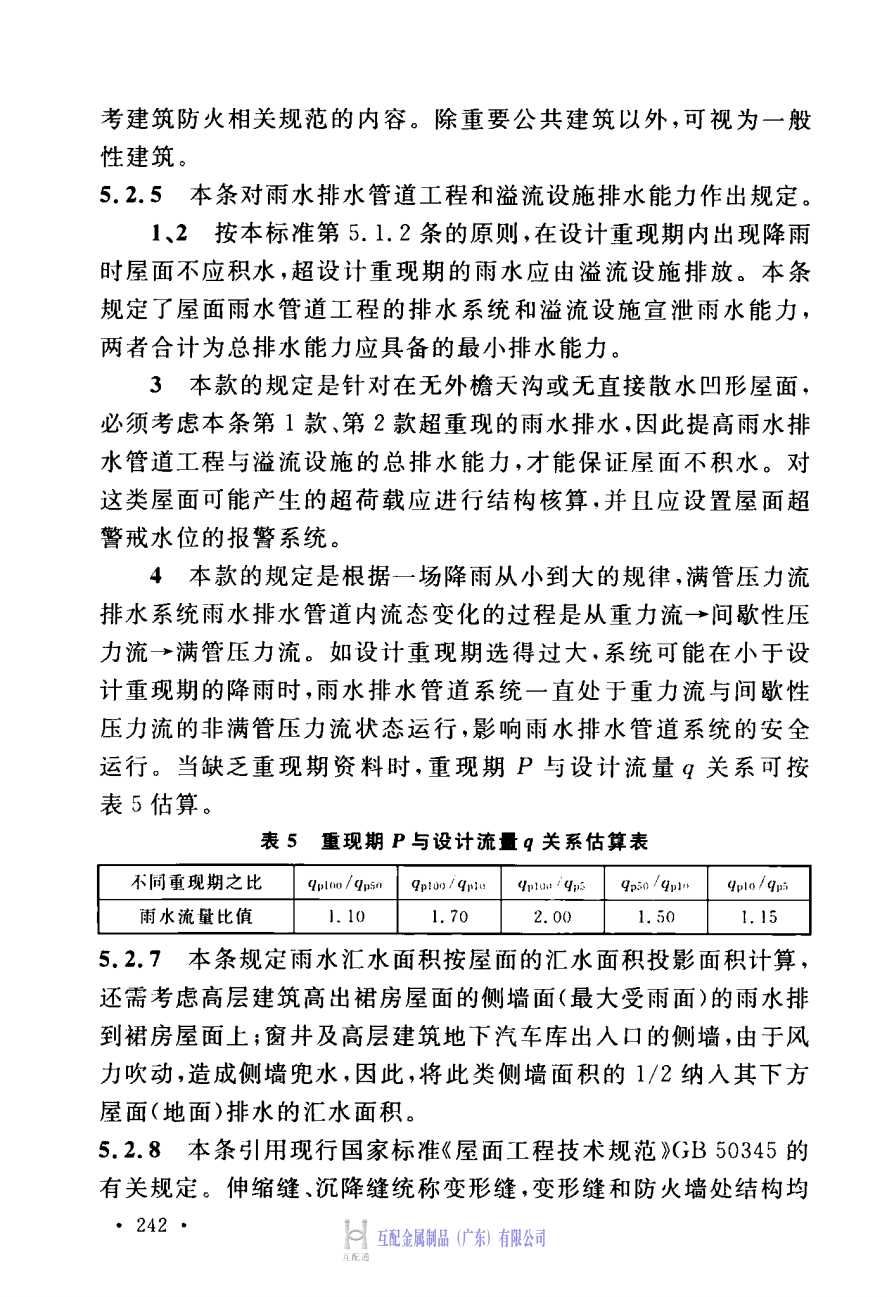 考建筑防火相关规范的内容。除重要公共建筑以外,可视为一般
性建筑。
5.2.5 本条对雨水排水管道工程和溢流设施排水能力作出规定。
1、2 按本标准第 5.1.2 条的原则,在设计重现期内出现降雨
时屋面不应积水,超设计重现期的雨水应由溢流设施排放。本条
规定了屋面雨水管道工程的排水系统和溢流设施宣泄雨水能力,
两者合计为总排水能力应具备的最小排水能力。
3 本款的规定是针对在无外檐天沟或无直接散水凹形屋面,
必须考虑本条第 1 款、第 2 款超重现的雨水排水,因此提高雨水排
水管道工程与溢流设施的总排水能力,才能保证屋面不积水。对
这类屋面可能产生的超荷载应进行结构核算,并且应设置屋面超
警戒水位的报警系统。
4 本款的规定是根据一场降雨从小到大的规律,满管压力流
排水系统雨水排水管道内流态变化的过程是从重力流→间歇性压
力流→满管压力流。如设计重现期选得过大,系统可能在小于设
计重现期的降雨时,雨水排水管道系统一直处于重力流与间歇性
压力流的非满管压力流状态运行,影响雨水排水管道系统的安全
运行。当缺乏重现期资料时,重现期 P 与设计流量 q 关系可按
表 5 估算。
表 5 重现期 P 与设计流量 q 关系估算表
不同重现期之比 qp100/qp50 qp100/qp10 qp100/qp5 qp50/qp10 qp10/qp5
雨水流量比值 1.10 1.70 2.00 1.50 1.15
5.2.7 本条规定雨水汇水面积按屋面的汇水面积投影面积计算,
还需考虑高层建筑高出裙房屋面的侧墙面(最大受雨面)的雨水排
到裙房屋面上;窗井及高层建筑地下汽车库出入口的侧墙,由于风
力吹动,造成侧墙兜水,因此,将此类侧墙面积的 1/2 纳入其下方
屋面(地面)排水的汇水面积。
5.2.8 本条引用现行国家标准《屋面工程技术规范》GB 50345 的
有关规定。伸缩缝、沉降缝统称变形缝,变形缝和防火墙处结构均
• 242 •
互配金属制品（广东）有限公司
互配通